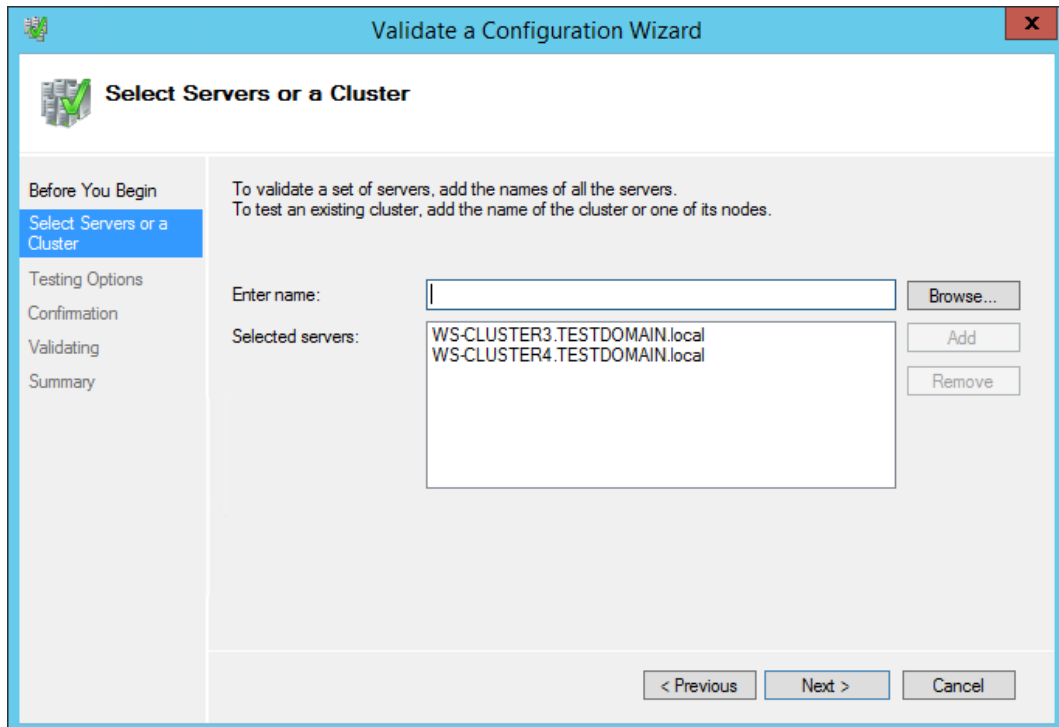 Validate a Configuration Wizard
x
Select Servers or a Cluster
Before You Begin
Select Servers or a
Cluster
Testing Options
Confirmation
Validating
Summary
To validate a set of servers, add the names of all the servers.
To test an existing cluster, add the name of the cluster or one of its nodes.
Enter name:
Browse...
Selected servers:
WS-CLUSTER3.TESTDOMAIN.local
WS-CLUSTER4.TESTDOMAIN.local
Add
Remove
< Previous
Next >
Cancel